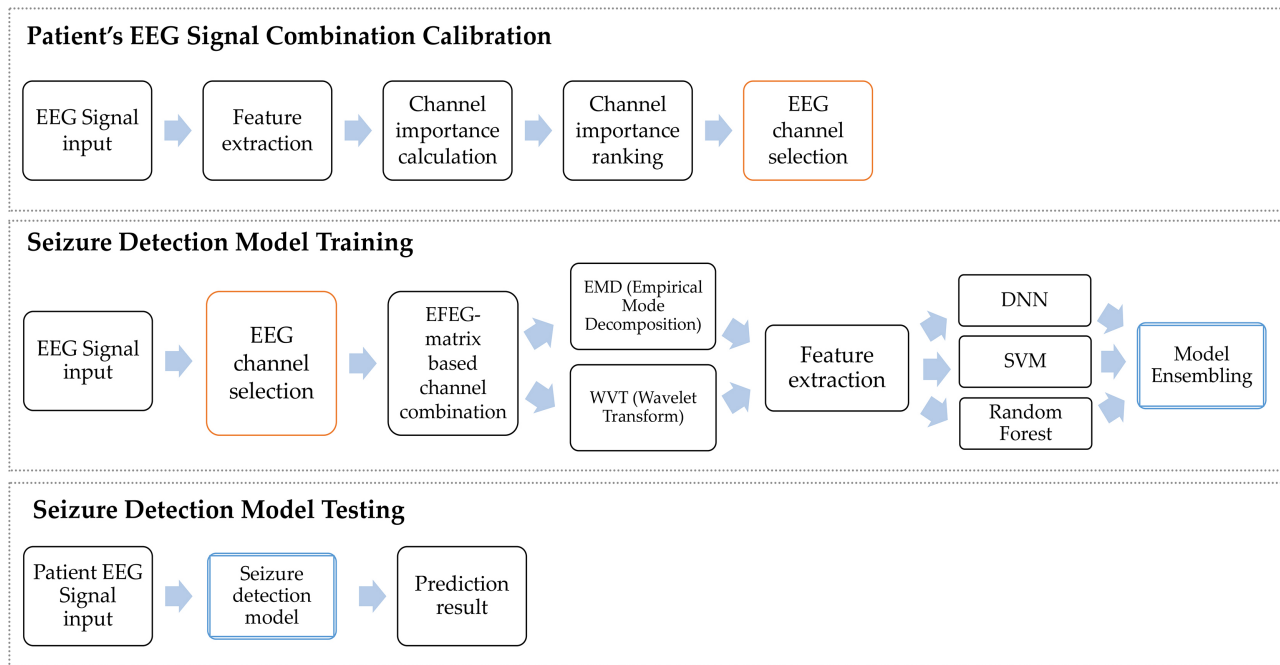 Patient’s EEG Signal Combination Calibration
EEG Signal
input
Feature
extraction
Channel
importance
calculation
Channel
importance
ranking
EEG
channel
selection
Seizure Detection Model Training
EEG Signal
input
EEG
channel
selection
EFEG-
matrix
based
channel
combination
EMD (Empirical
Mode
Decomposition)
WVT (Wavelet
Transform)
Feature
extraction
DNN
SVM
Random
Forest
Model
Ensembling
Seizure Detection Model Testing
Patient EEG
Signal
input
Seizure
detection
model
Prediction
result